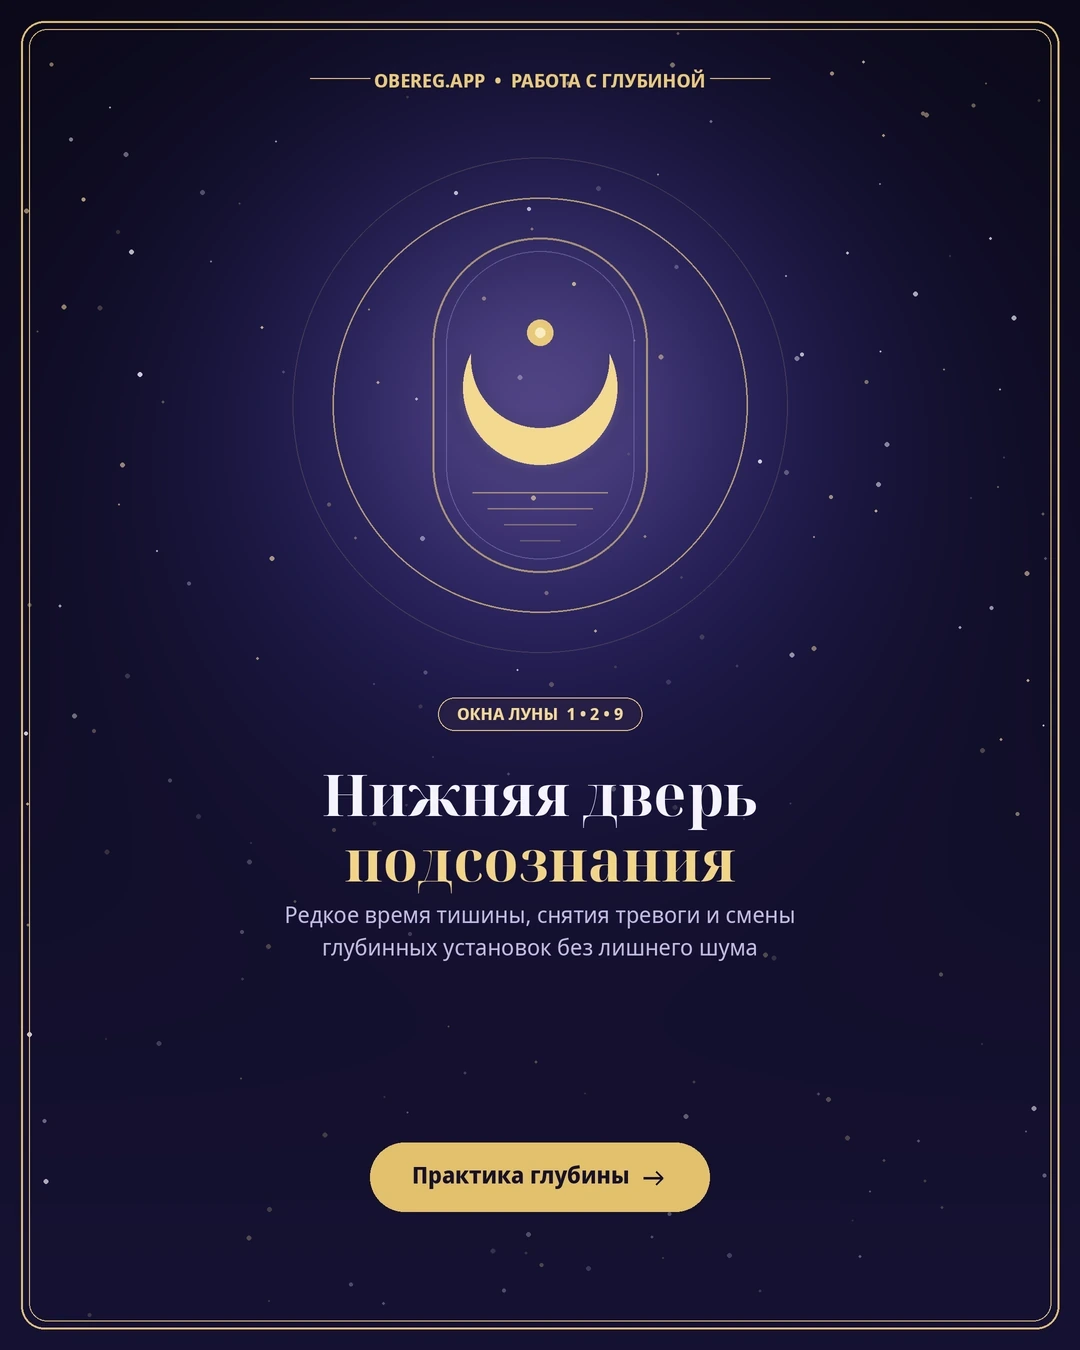 OBEREG.APP • РАБОТА С ГЛУБИНОЙ
ОКНА ЛУНЫ 1 • 2 • 9
Нижняя дверь
подсознания
Редкое время тишины, снятия тревоги и смены
глубинных установок без лишнего шума
Практика глубины →